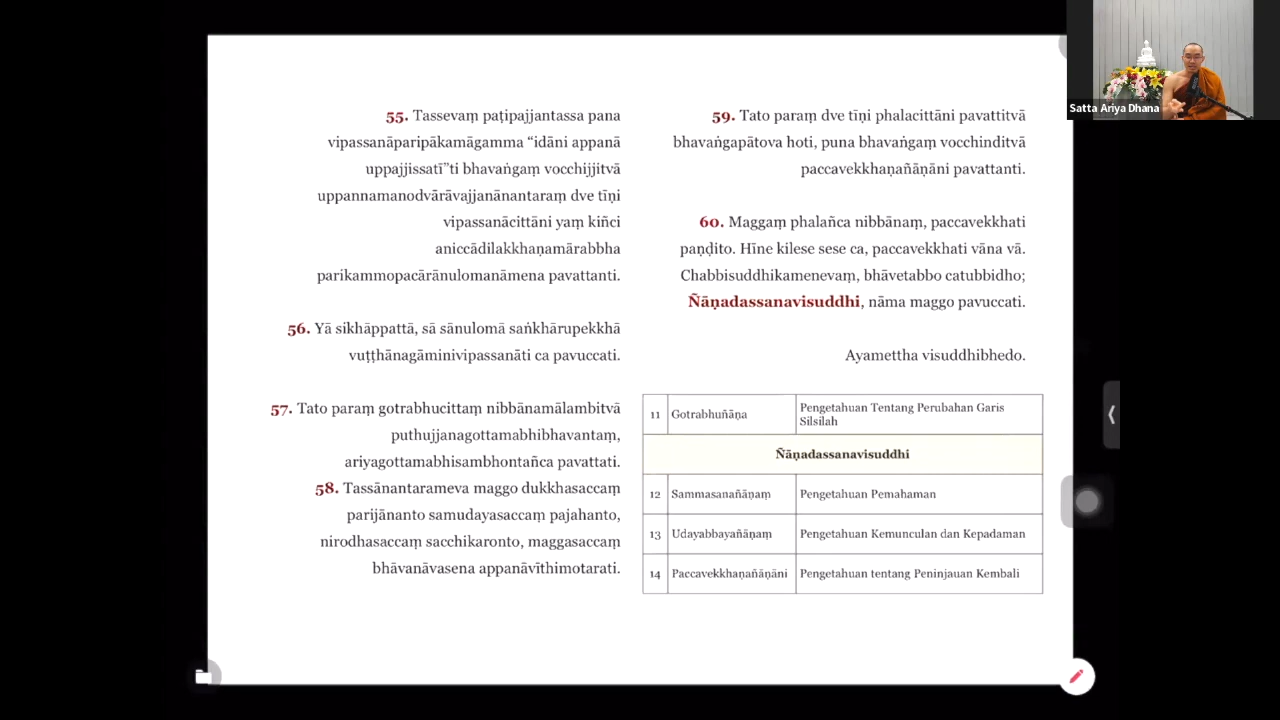 55. Tassevaṃ paṭipajjantassa pana
vipassanāparipākamāgamma “idāni appanā
uppajjissatī”ti bhavaṅgaṃ vocchijjitvā
uppannamanodvārāvajjanānantaraṃ dve tīṇi
vipassanācittāni yaṃ kiñci
aniccādilakkhaṇamārabbha
parikammopacārānulomanāmena pavattanti.
56. Yā sikhāppattā, sā sānulomā saṅkhārupekkhā
vuṭṭhānagāminivipassanāti ca pavuccati.
57. Tato paraṃ gotrabhucittaṃ nibbānamālambitvā
puthujjanagottamabhibhavantaṃ,
ariyagottamabhisambhontañca pavattati.
58. Tassānantarameva maggo dukkhasaccaṃ
parijānanto samudayasaccaṃ pajahanto,
nirodhasaccaṃ sacchikaronto, maggasaccaṃ
bhāvanāvasena appanāvīthimotarati.
59. Tato paraṃ dve tīṇi phalacittāni pavattitvā
bhavaṅgapātova hoti, puna bhavaṅgaṃ vocchinditvā
paccavekkhaṇañāṇāni pavattanti.
60. Maggaṃ phalañca nibbānaṃ, paccavekkhati
paṇḍito. Hīne kilese sese ca, paccavekkhati vāna vā.
Chabbisuddhikamenevaṃ, bhāvetabbo catubbidho;
Ñāṇadassanavisuddhi, nāma maggo pavuccati.
Ayamettha visuddhibhedo.
11 Gotrabhuñāṇa Pengetahuan Tentang Perubahan Garis
Silsilah
Ñāṇadassanavisuddhi
12 Sammasanañāṇaṃ Pengetahuan Pemahaman
13 Udayabbayañāṇaṃ Pengetahuan Kemunculan dan Kepadaman
14 Paccavekkhaṇañāṇāni Pengetahuan tentang Peninjauan Kembali
Satta Ariya Dhana